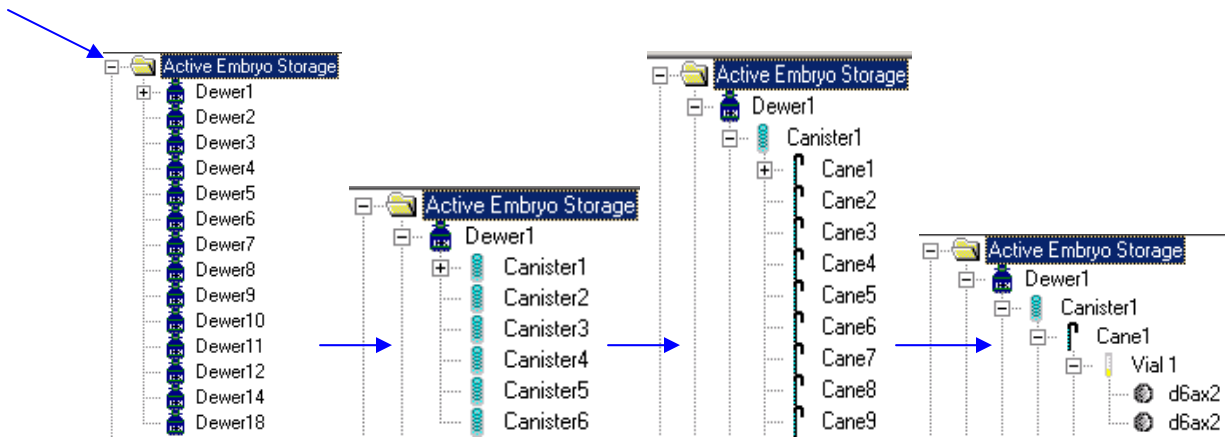 Active Embryo Storage
Dewer1
Dewer2
Dewer3
Dewer4
Dewer5
Dewer6
Dewer7
Dewer8
Dewer9
Dewer10
Dewer11
Dewer12
Dewer14
Dewer18
Active Embryo Storage
Dewer1
Canister1
Canister2
Canister3
Canister4
Canister5
Canister6
Active Embryo Storage
Dewer1
Canister1
Cane1
Cane2
Cane3
Cane4
Cane5
Cane6
Cane7
Cane8
Cane9
Active Embryo Storage
Dewer1
Canister1
Cane1
Vial 1
d6ax2
d6ax2